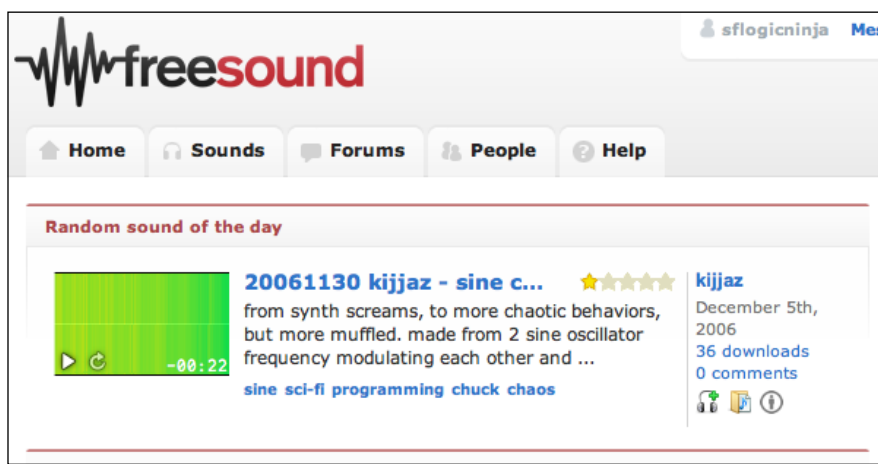 sflogicninja Mes
freesound
Home Sounds Forums People Help
Random sound of the day
20061130 kijjaz - sine c...
from synth screams, to more chaotic behaviors,
but more muffled. made from 2 sine oscillator
frequency modulating each other and ...
sine sci-fi programming chuck chaos
-00:22
kijjaz
December 5th,
2006
36 downloads
0 comments